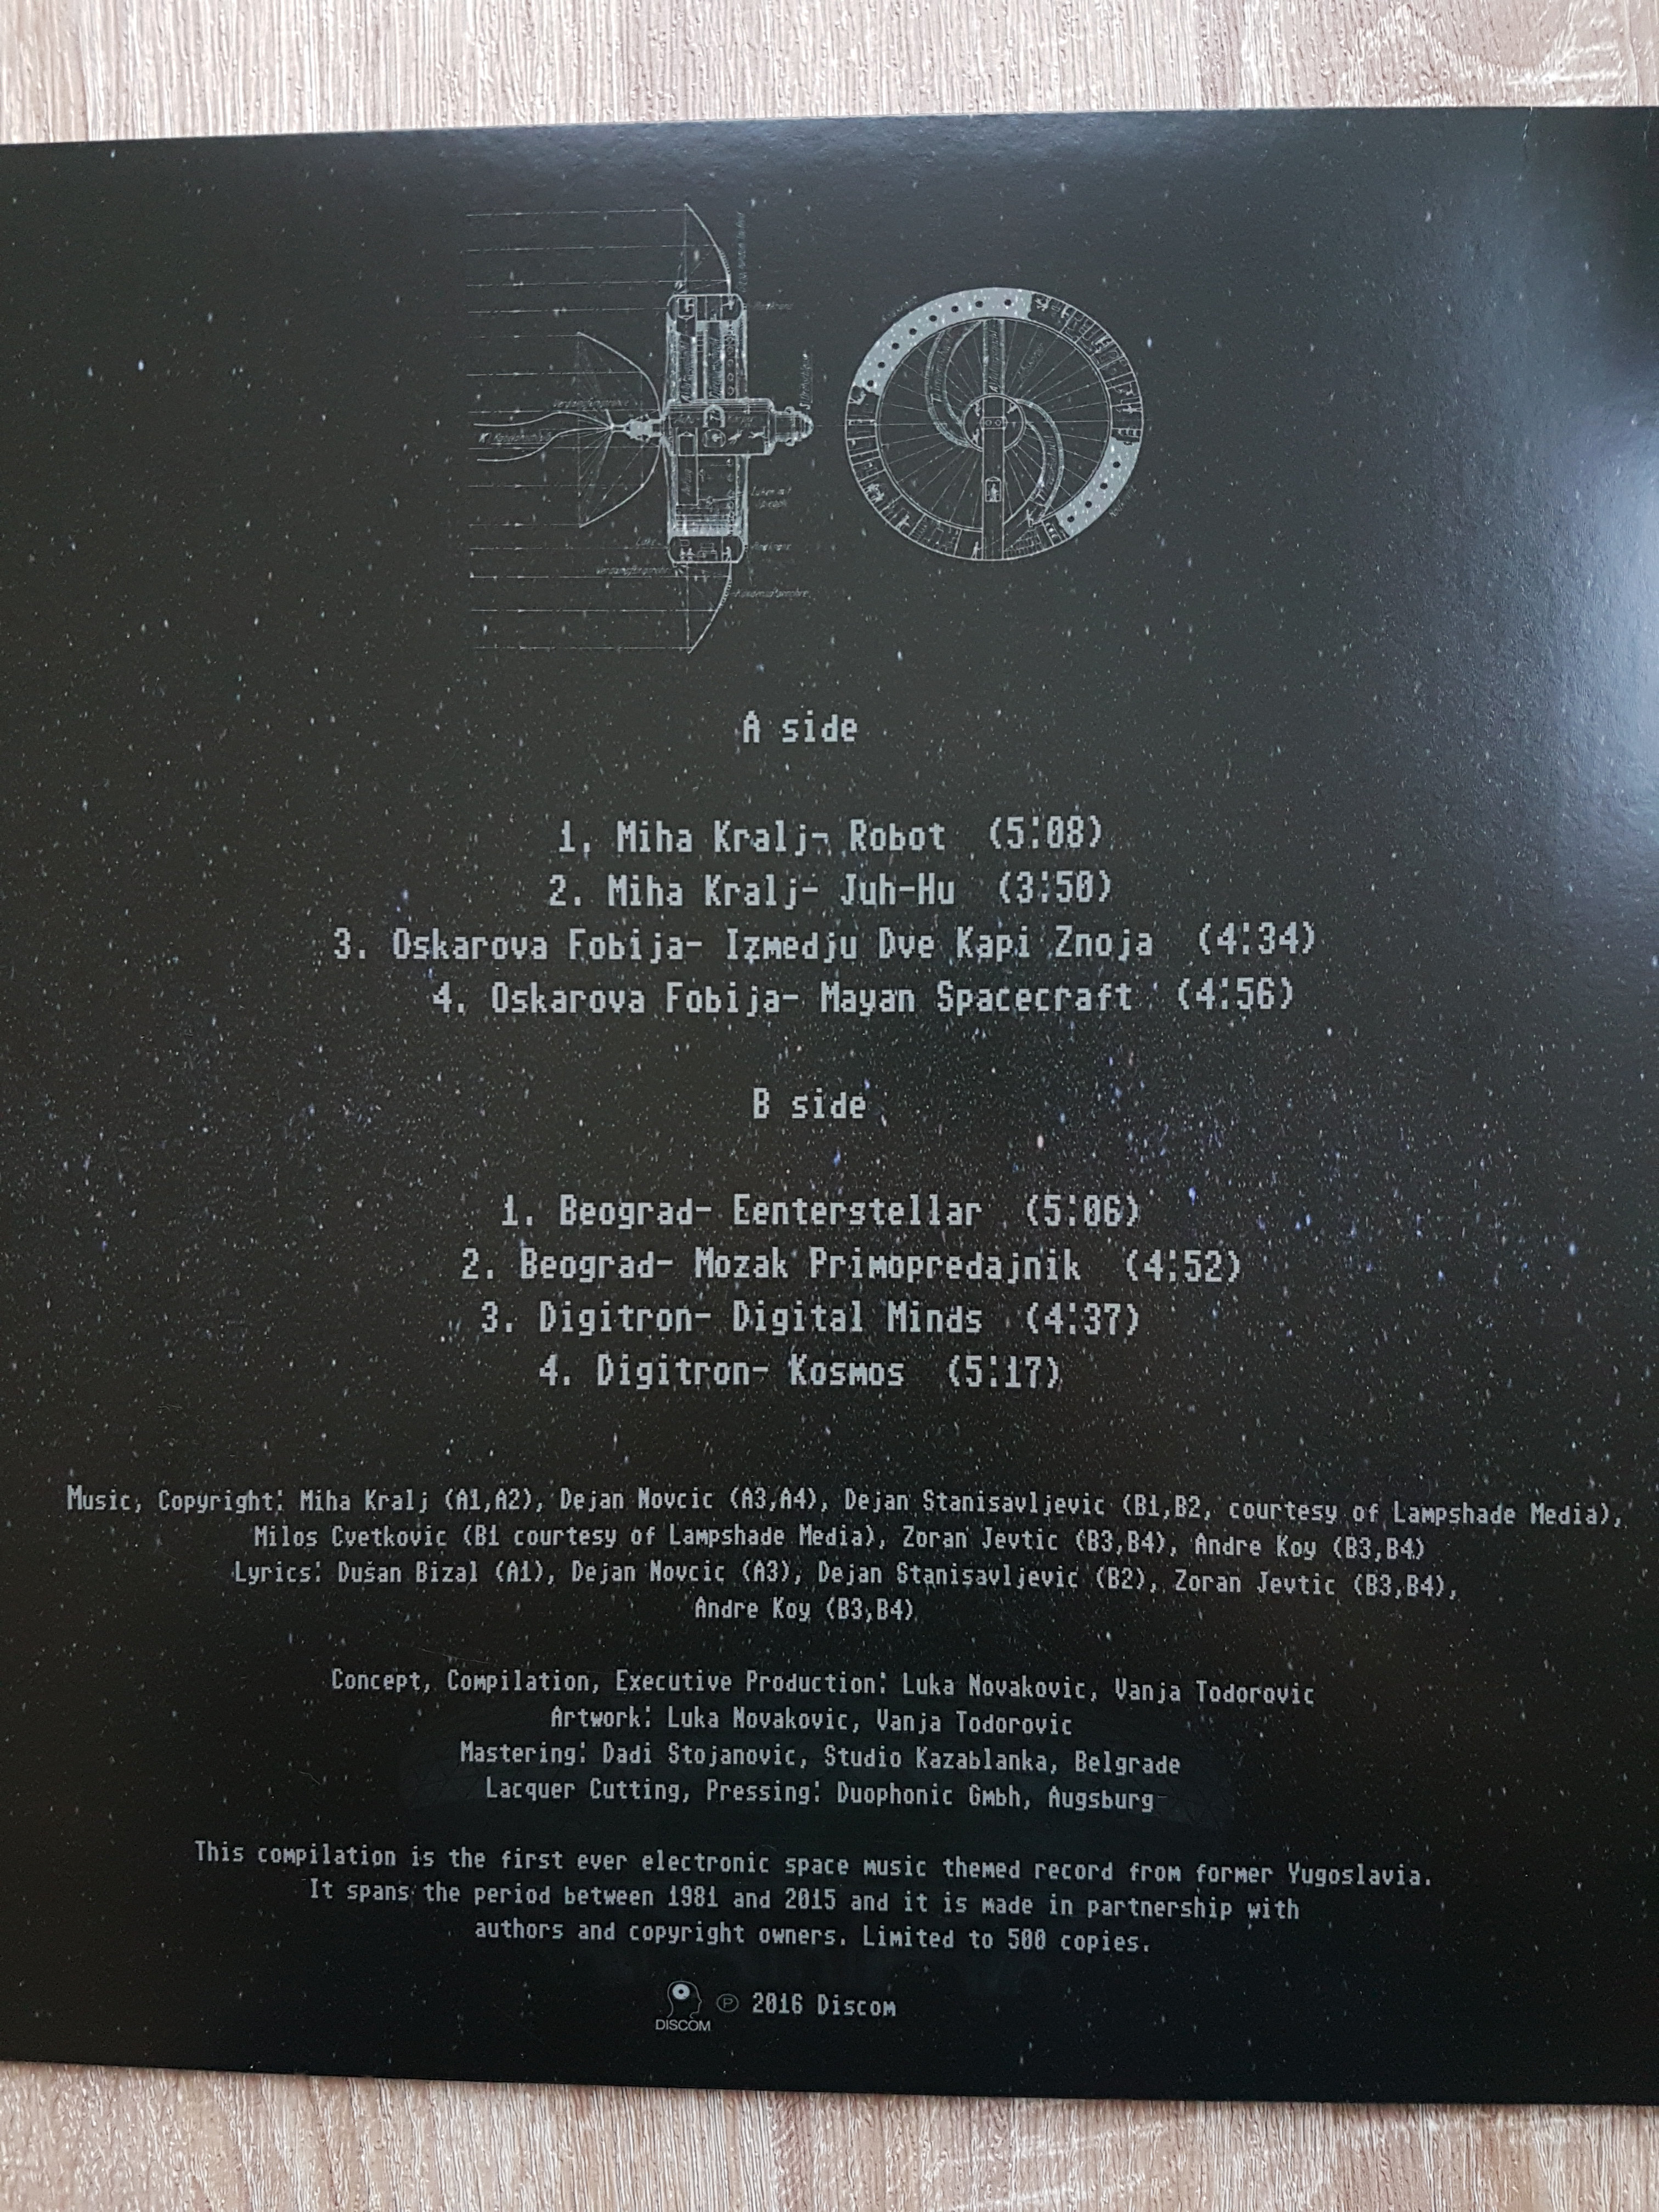 A side
1. Miha Kralj- Robot (5:08)
2. Miha Kralj- Juh-Hu (3:50)
3. Oskarova Fobija- Izmedju Dve Kapi Znoja (4:34)
4. Oskarova Fobija- Mayan Spacecraft (4:56)
B side
1. Beograd- Eenterstellar (5:06)
2. Beograd- Mozak Primopredajnik (4:52)
3. Digitron- Digital Minds (4:37)
4. Digitron- Kosmos (5:17)
Music, Copyright: Miha Kralj (A1,A2), Dejan Novcic (A3,A4), Dejan Stanisavljevic (B1,B2, courtesy of Lampshade Media),
Milos Cvetkovic (B1 courtesy of Lampshade Media), Zoran Jevtic (B3,B4), Andre Koy (B3,B4)
Lyrics: Dušan Bizal (A1), Dejan Novcic (A3), Dejan Stanisavljevic (B2), Zoran Jevtic (B3,B4),
Andre Koy (B3,B4)
Concept, Compilation, Executive Production: Luka Novakovic, Vanja Todorovic
Artwork: Luka Novakovic, Vanja Todorovic
Mastering: Dadi Stojanovic, Studio Kazablanka, Belgrade
Lacquer Cutting, Pressing: Duophonic Gmbh, Augsburg
This compilation is the first ever electronic space music themed record from former Yugoslavia.
It spans the period between 1981 and 2015 and it is made in partnership with
authors and copyright owners. Limited to 500 copies.
DISCOM ℗ 2016 Discom